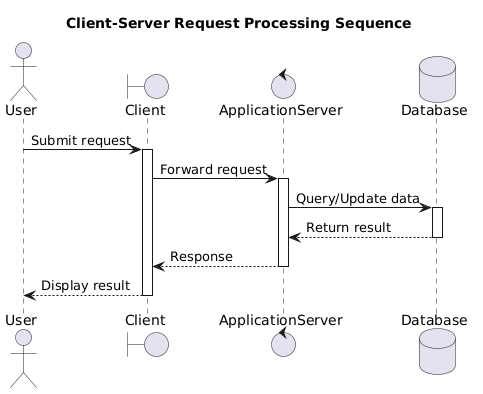 Client-Server Request Processing Sequence
User Client ApplicationServer Database
Submit request
Forward request
Query/Update data
Return result
Response
Display result
User Client ApplicationServer Database